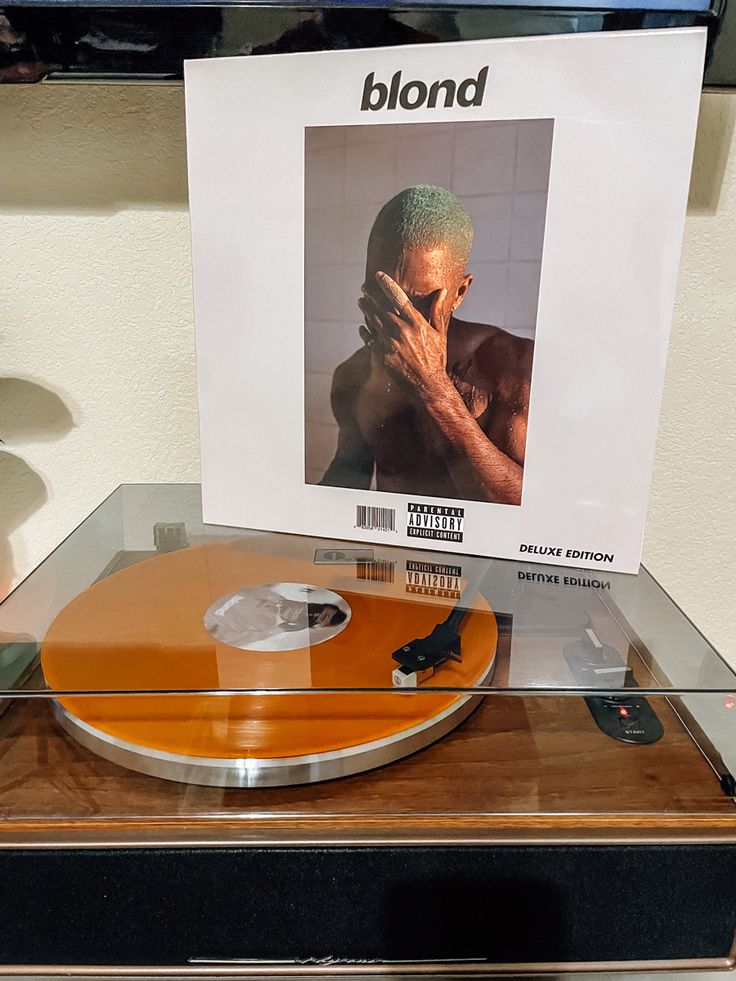 blond
PARENTAL
ADVISORY
EXPLICIT CONTENT
DELUXE EDITION
START